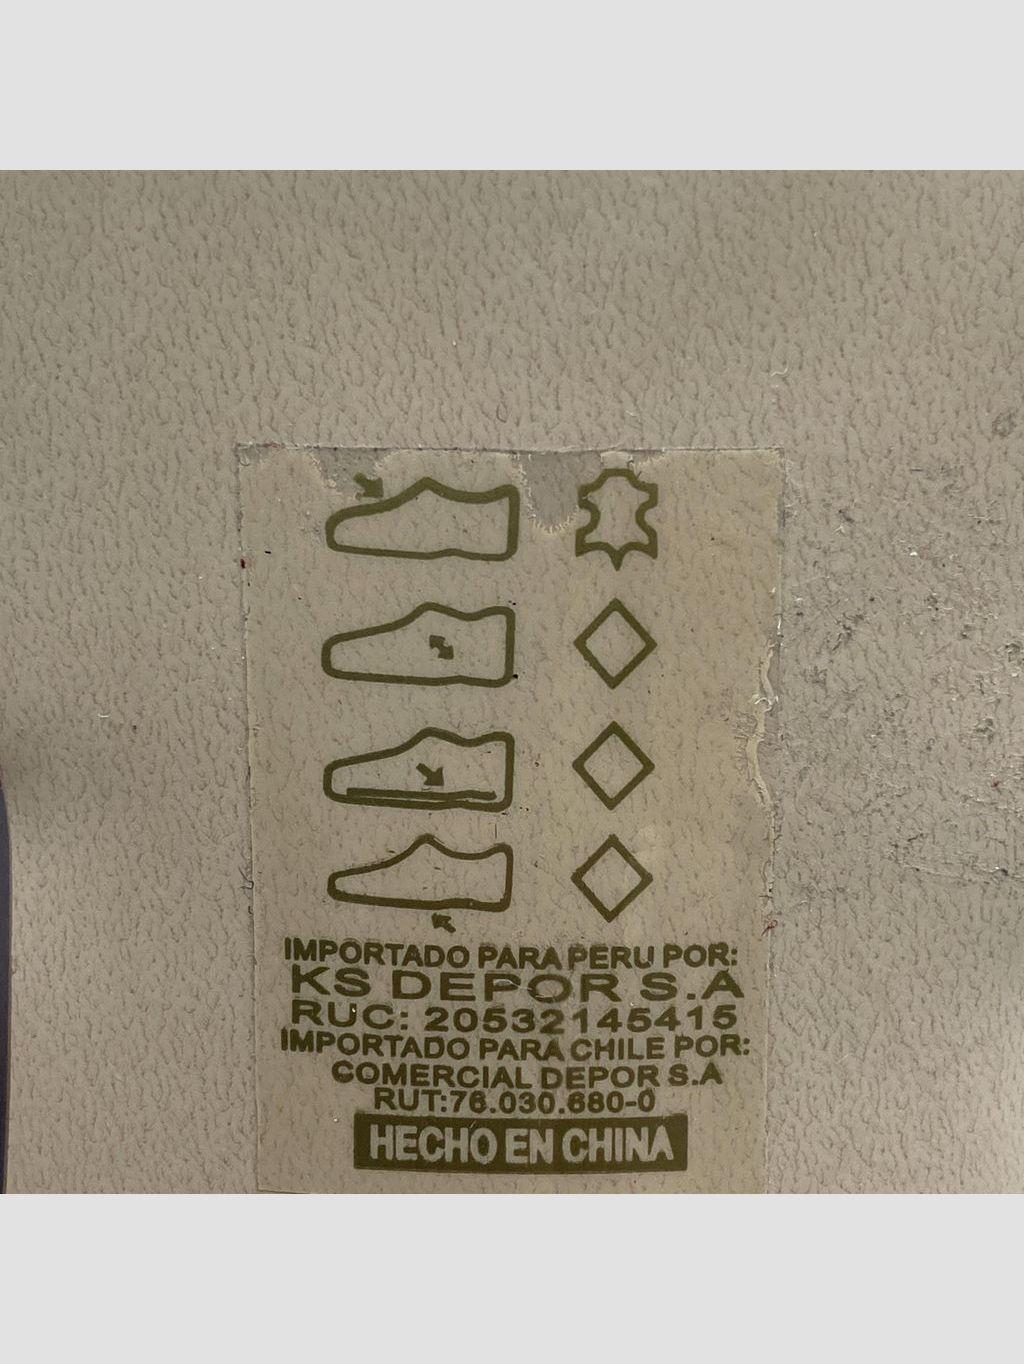 IMPORTADO PARA PERU POR:
KS DEPOR S.A
RUC: 20532145415
IMPORTADO PARA CHILE POR:
COMERCIAL DEPOR S.A
RUT:76.030.680-0
HECHO EN CHINA